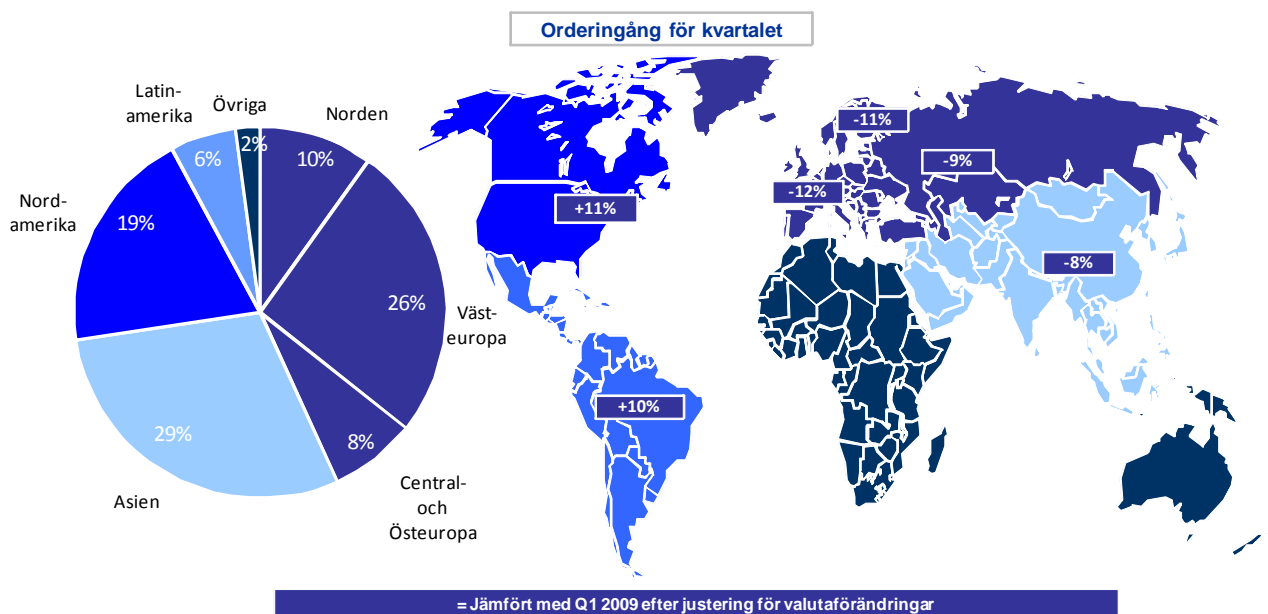 Orderingång för kvartalet
Latin-
amerika
Övriga
Norden
2%
6%
10%
Nord-
amerika
19%
26%
Väst-
europa
29%
8%
Asien
Central-
och
Östeuropa
-11%
-9%
-12%
+11%
-8%
+10%
= Jämfört med Q1 2009 efter justering för valutaförändringar